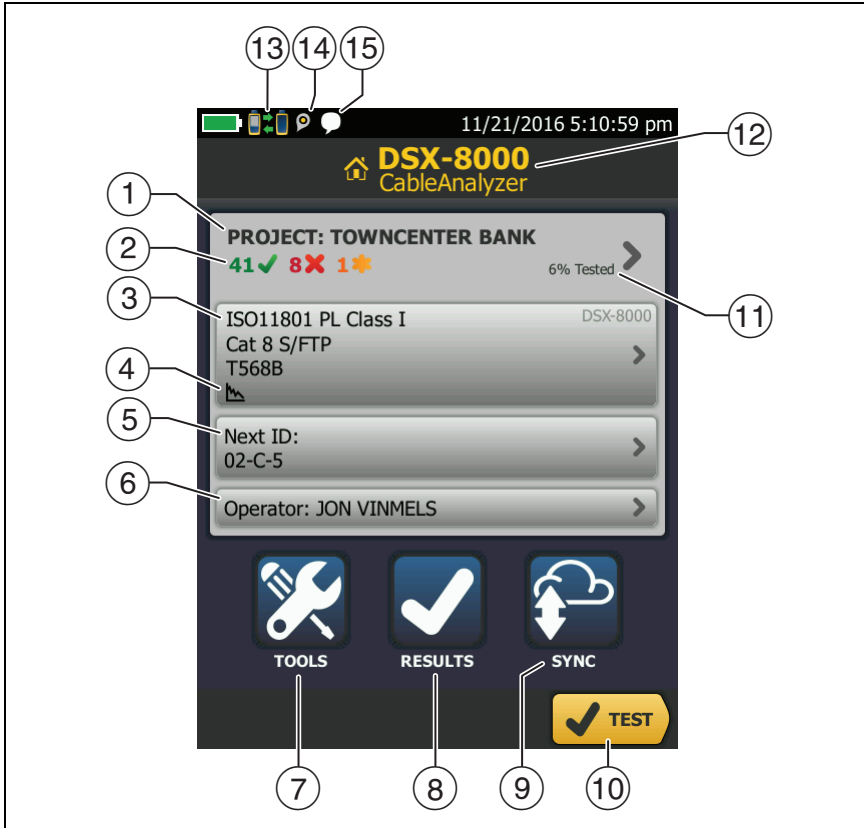 13 14 15
11/21/2016 5:10:59 pm
DSX-8000
12
CableAnalyzer
1
PROJECT: TOWNCENTER BANK
2
41 8 1
6% Tested
3
11
ISO11801 PL Class I
DSX-8000
Cat 8 S/FTP
T568B
4
5
Next ID:
02-C-5
6
Operator: JON VINMELS
TOOLS RESULTS SYNC
TEST
7 8 9 10